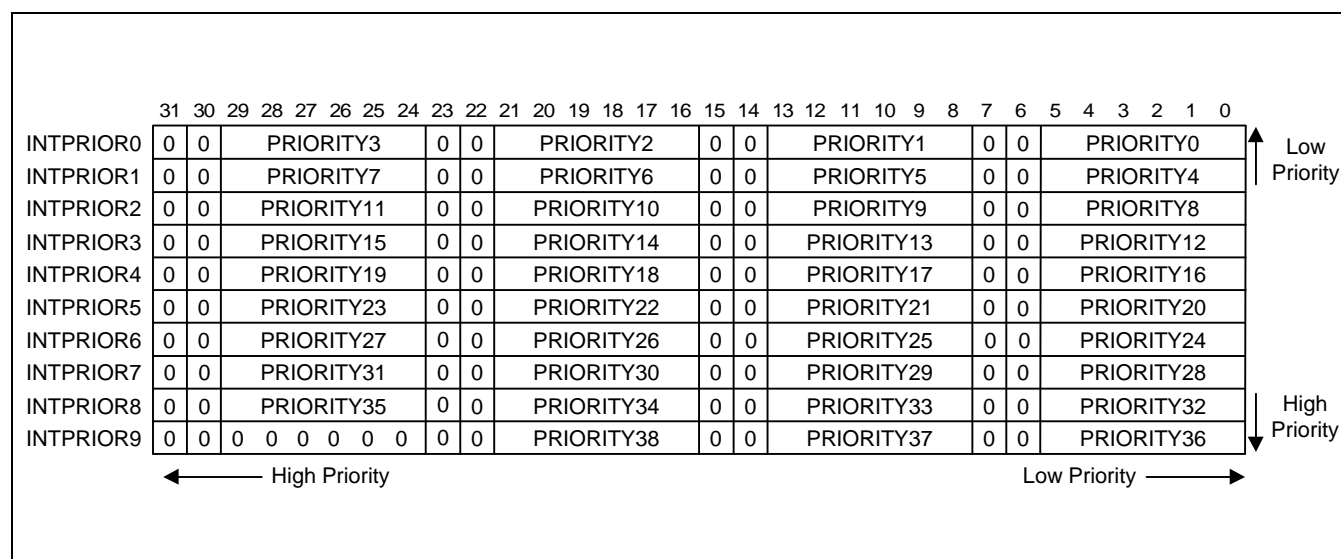 31 30 29 28 27 26 25 24 23 22 21 20 19 18 17 16 15 14 13 12 11 10 9 8 7 6 5 4 3 2 1 0
INTPRIOR0 0 0 PRIORITY3 0 0 PRIORITY2 0 0 PRIORITY1 0 0 PRIORITY0
INTPRIOR1 0 0 PRIORITY7 0 0 PRIORITY6 0 0 PRIORITY5 0 0 PRIORITY4
INTPRIOR2 0 0 PRIORITY11 0 0 PRIORITY10 0 0 PRIORITY9 0 0 PRIORITY8
INTPRIOR3 0 0 PRIORITY15 0 0 PRIORITY14 0 0 PRIORITY13 0 0 PRIORITY12
INTPRIOR4 0 0 PRIORITY19 0 0 PRIORITY18 0 0 PRIORITY17 0 0 PRIORITY16
INTPRIOR5 0 0 PRIORITY23 0 0 PRIORITY22 0 0 PRIORITY21 0 0 PRIORITY20
INTPRIOR6 0 0 PRIORITY27 0 0 PRIORITY26 0 0 PRIORITY25 0 0 PRIORITY24
INTPRIOR7 0 0 PRIORITY31 0 0 PRIORITY30 0 0 PRIORITY29 0 0 PRIORITY28
INTPRIOR8 0 0 PRIORITY35 0 0 PRIORITY34 0 0 PRIORITY33 0 0 PRIORITY32
INTPRIOR9 0 0 0 0 0 0 0 0 0 0 PRIORITY38 0 0 PRIORITY37 0 0 PRIORITY36
Low
Priority
High
Priority
High Priority
Low Priority